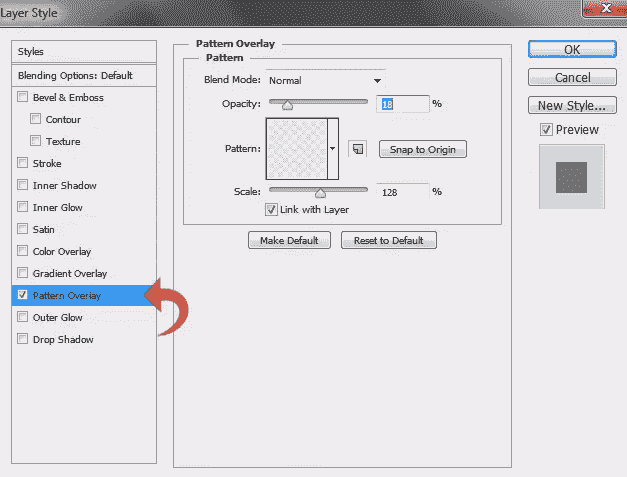 Layer Style
Styles
Blending Options: Default
Bevel & Emboss
Contour
Texture
Stroke
Inner Shadow
Inner Glow
Satin
Color Overlay
Gradient Overlay
Pattern Overlay
Outer Glow
Drop Shadow
Pattern Overlay
Pattern
Blend Mode: Normal
Opacity: 18 %
Pattern: Snap to Origin
Scale: 128 %
Link with Layer
Make Default Reset to Default
OK
Cancel
New Style...
Preview